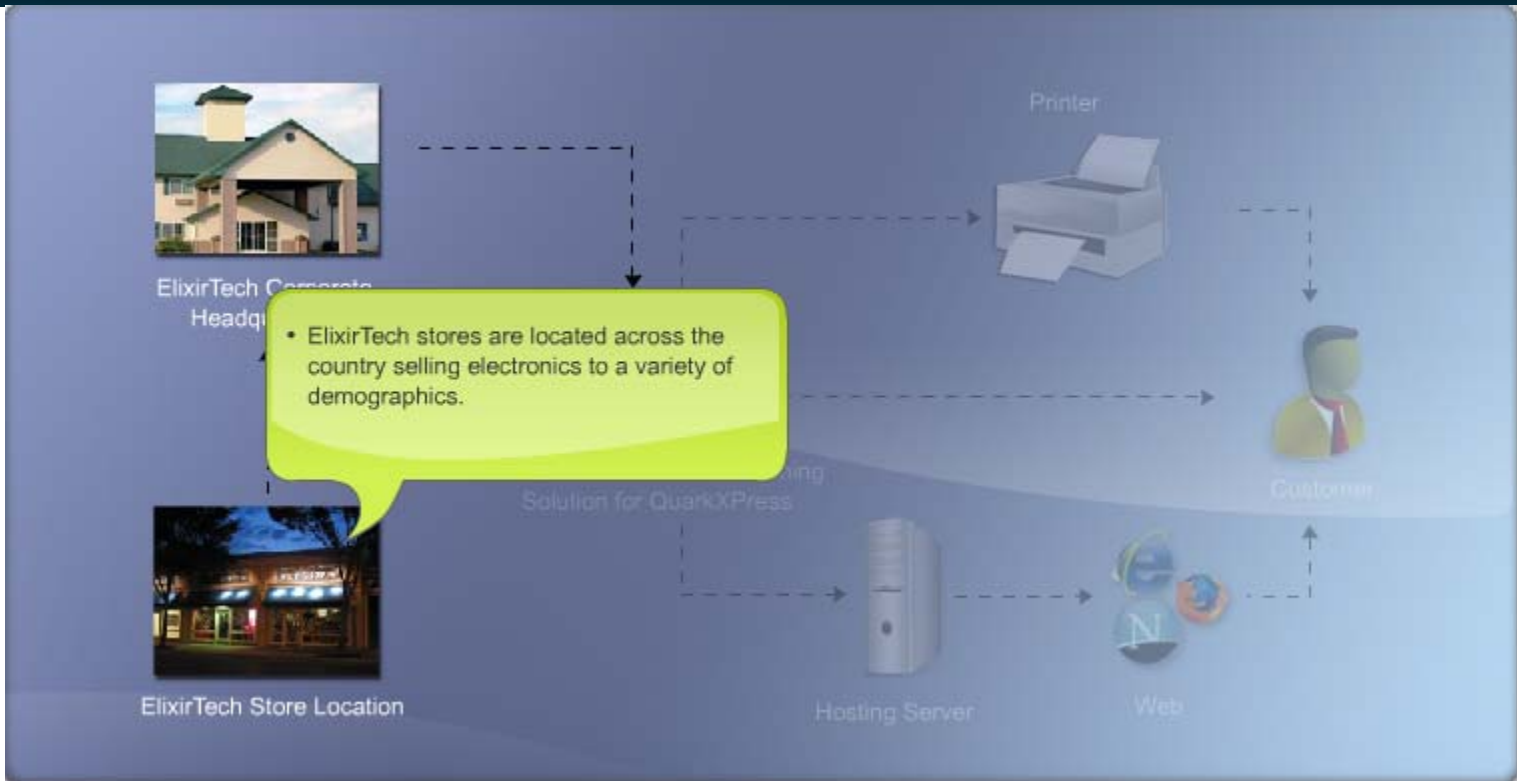 Printer
ElixirTech Corporate
Headqu
• ElixirTech stores are located across the
country selling electronics to a variety of
demographics.
Solution for QuarkXPress
Customer
ElixirTech Store Location
Hosting Server
Web